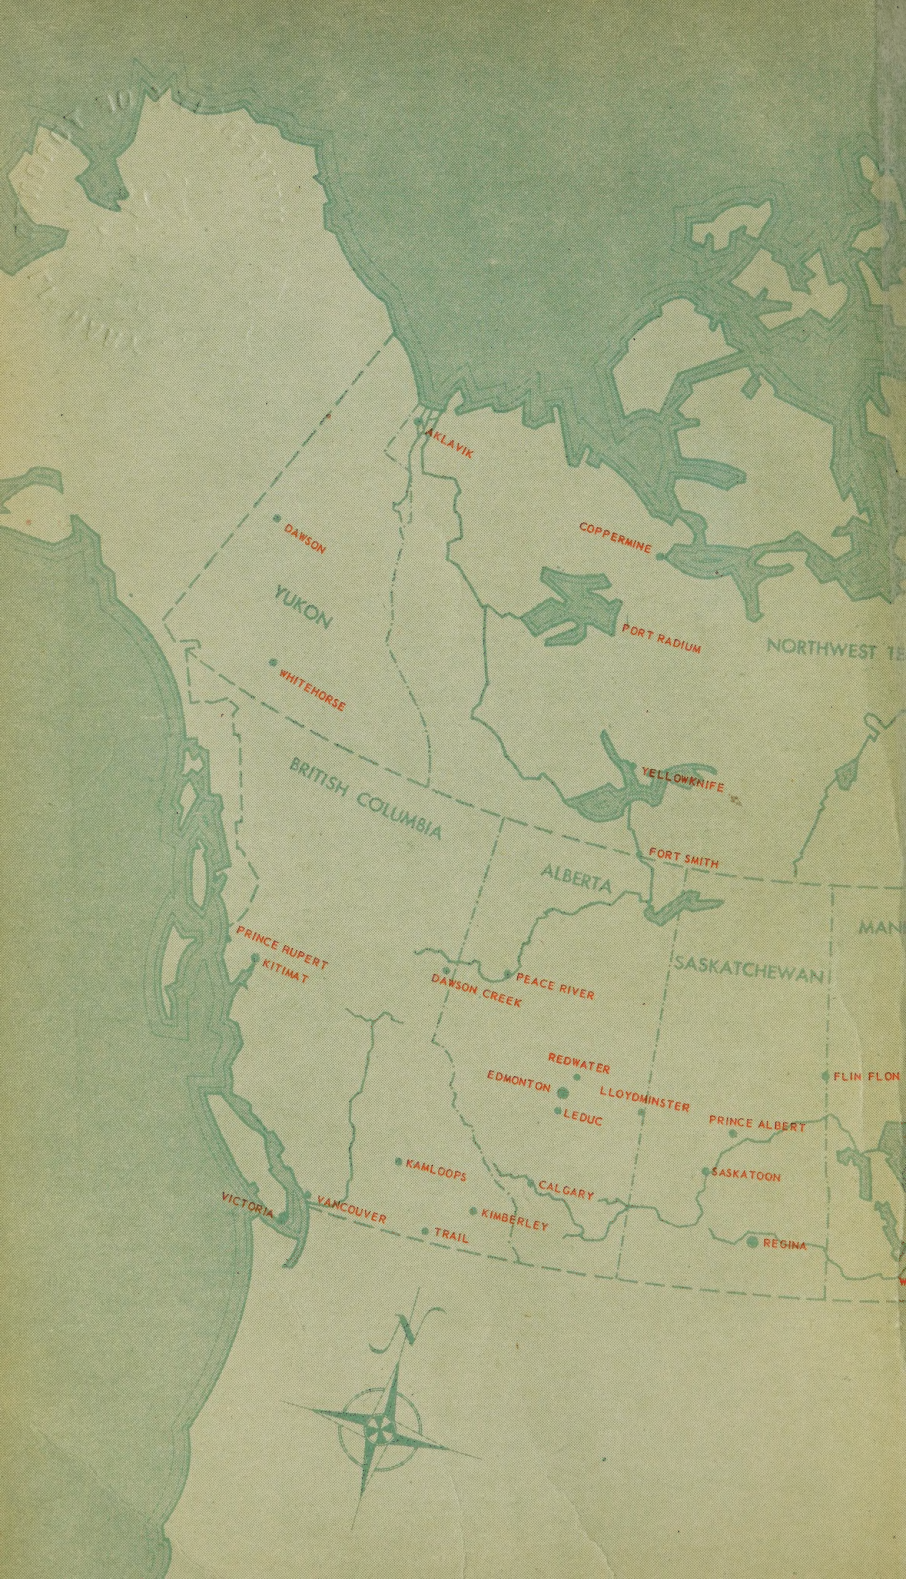 AKLAVIK
COPPERMINE
DAWSON
YUKON
PORT RADIUM
NORTHWEST TE
WHITEHORSE
YELLOWKNIFE
BRITISH COLUMBIA
FORT SMITH
ALBERTA
MAN
PRINCE RUPERT
KITIMAT
SASKATCHEWAN
DAWSON CREEK
PEACE RIVER
REDWATER
EDMONTON
FLIN FLON
LLOYDMINSTER
LEDUC
PRINCE ALBERT
KAMLOOPS
SASKATOON
CALGARY
VICTORIA
VANCOUVER
KIMBERLEY
TRAIL
REGINA
W
N